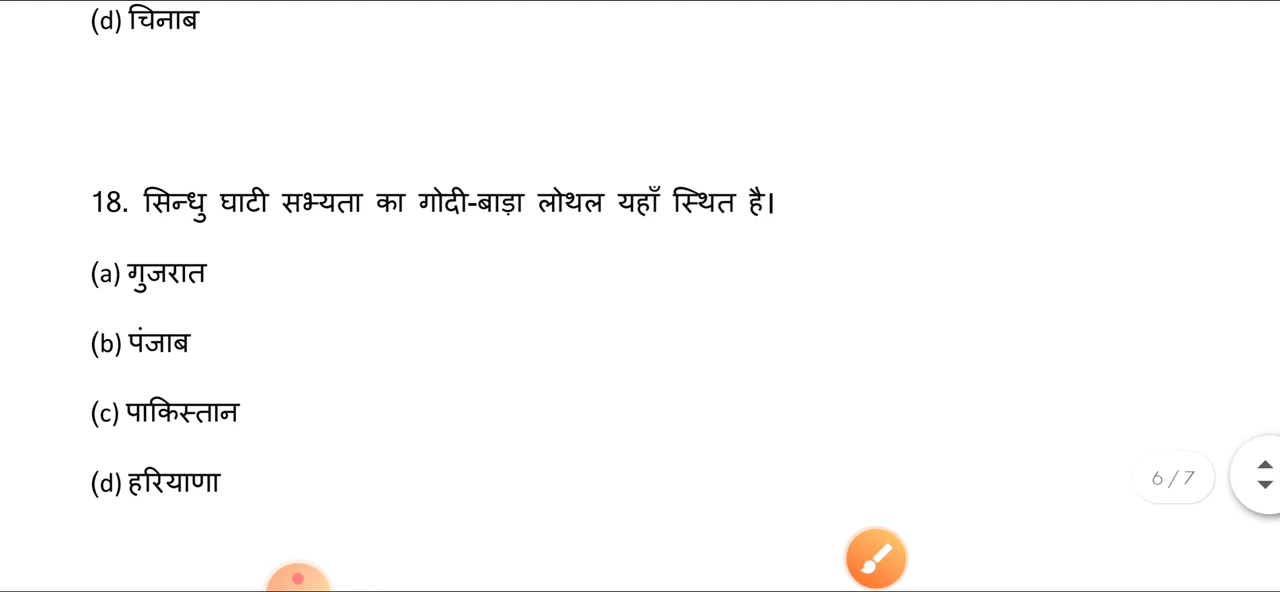 (d) चिनाब
18. सिन्धु घाटी सभ्यता का गोदी-बाड़ा लोथल यहाँ स्थित है।
(a) गुजरात
(b) पंजाब
(c) पाकिस्तान
(d) हरियाणा
6 / 7